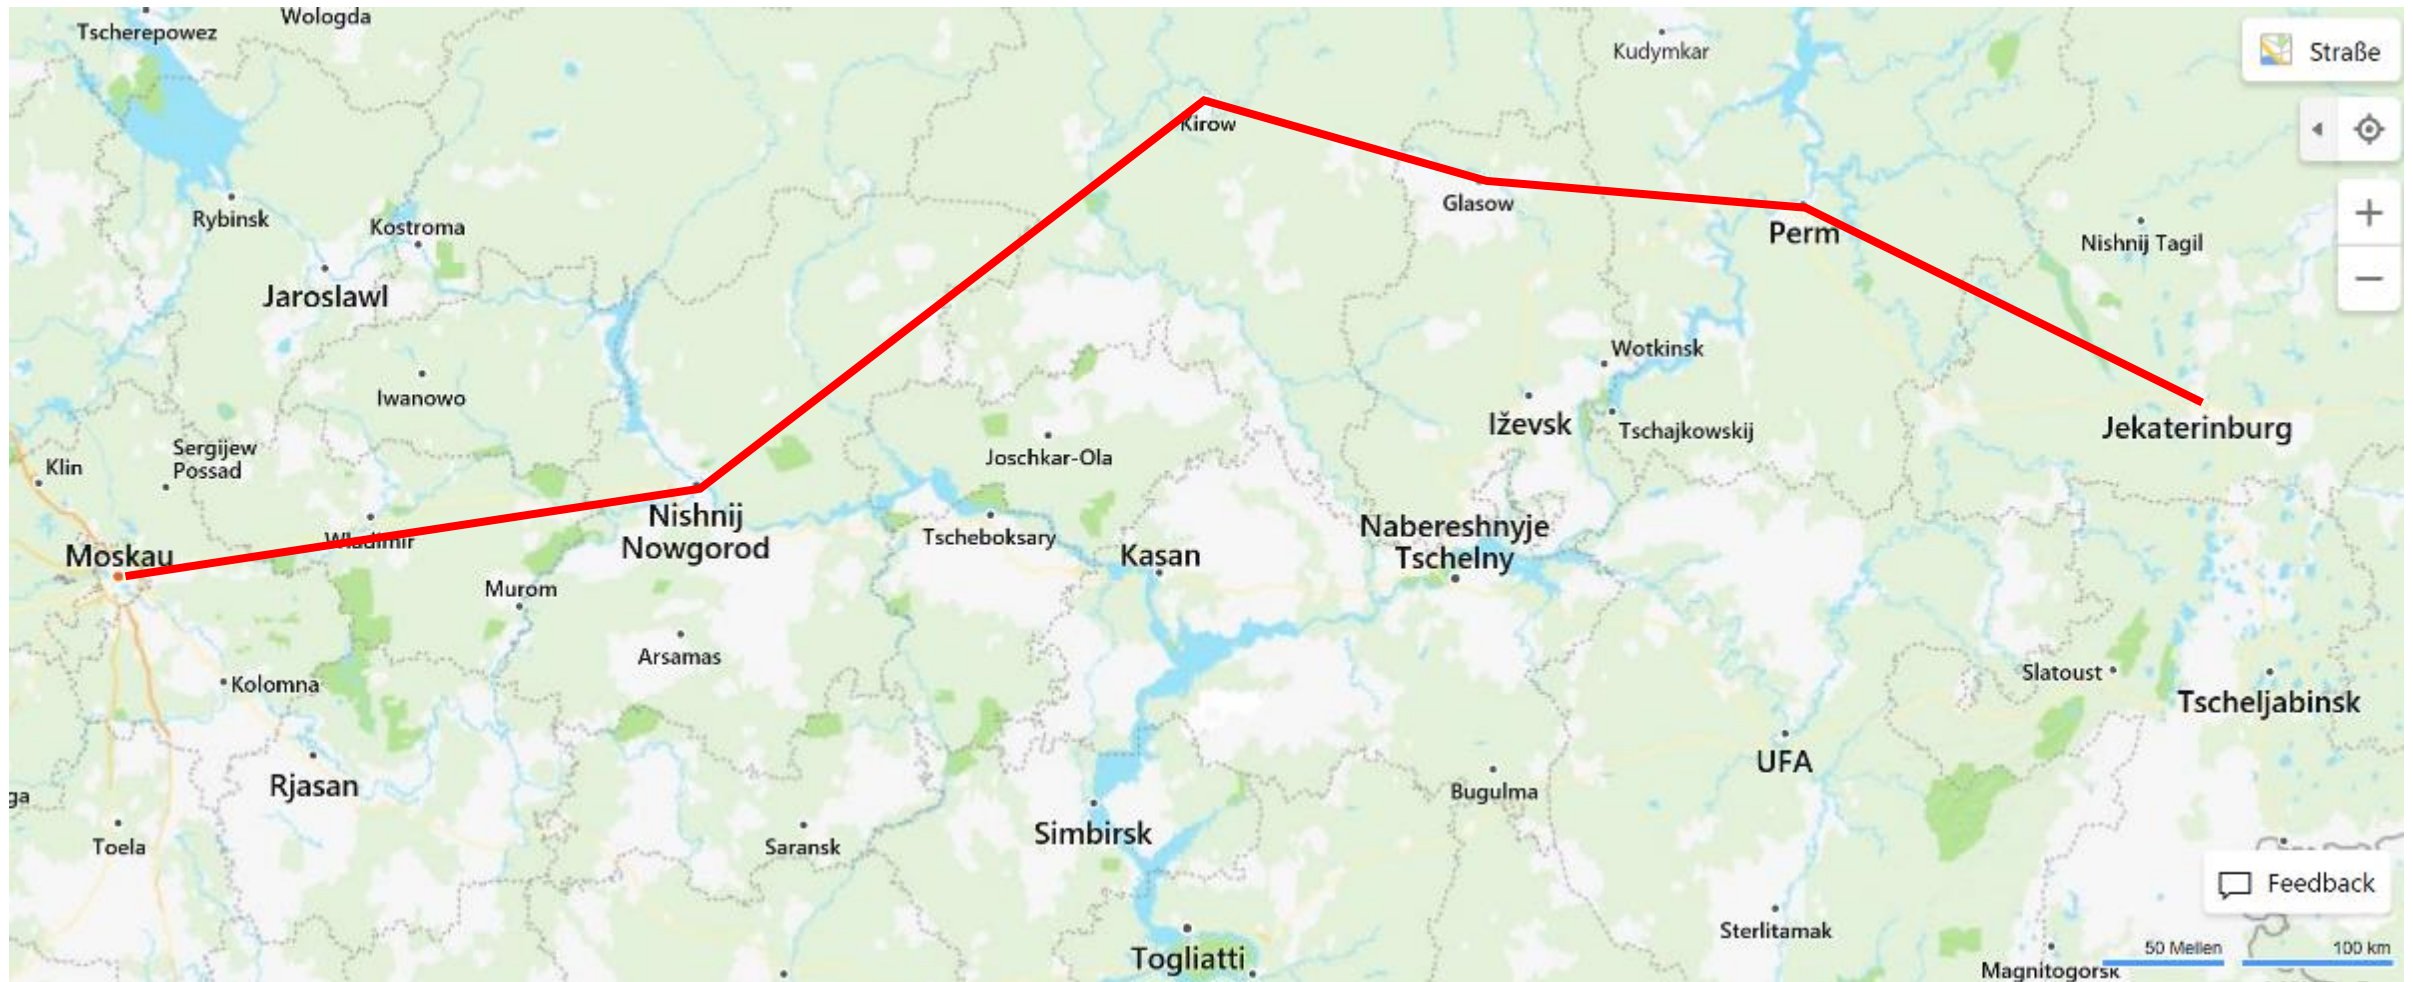 Wologda
Tscherepowez
Kudymkar
Straße
Kirow
Rybinsk
Kostroma
Glasow
Perm
Nishnij Tagil
Jaroslawl
Wotkinsk
Iwanowo
Iževsk
Tschajkowskij
Jekaterinburg
Sergijew
Possad
Klin
Joschkar-Ola
Nishnij
Nowgorod
Wladimir
Tscheboksary
Nabereshnyje
Tschelny
Moskau
Kasan
Murom
Arsamas
Kolomna
Slatoust
Tscheljabinsk
Rjasan
UFA
ga
Bugulma
Toela
Saransk
Simbirsk
Feedback
Sterlitamak
50 Meilen
100 km
Togliatti
Magnitogorsk